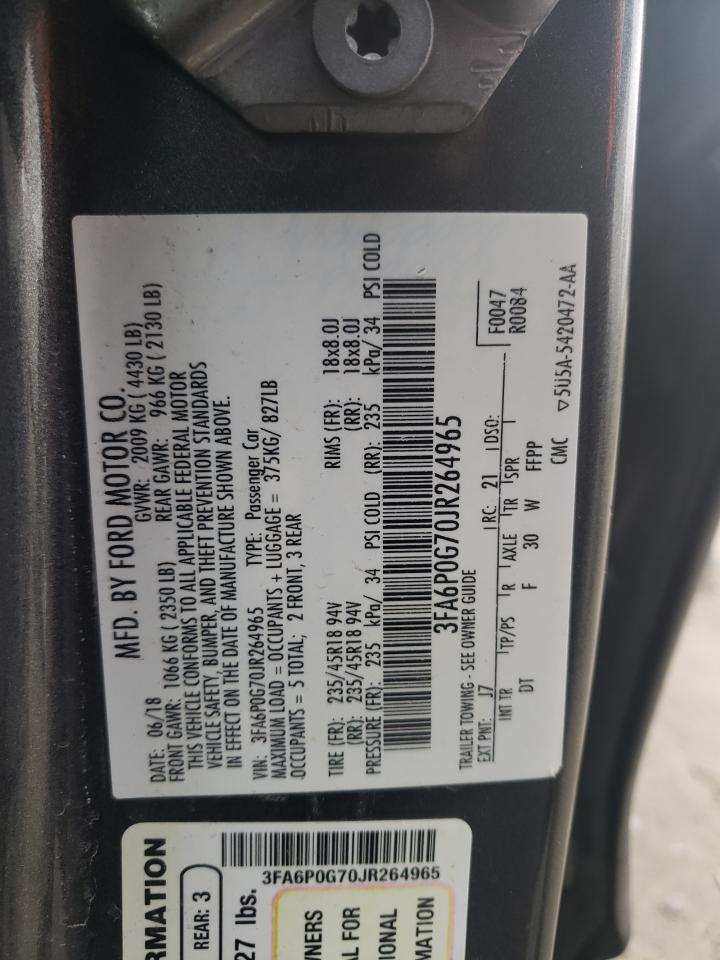 MFD. BY FORD MOTOR CO.
DATE: 06/18 GVWR: 2009 KG ( 4430 LB)
FRONT GAWR: 1066 KG ( 2350 LB) REAR GAWR: 966 KG ( 2130 LB)
THIS VEHICLE CONFORMS TO ALL APPLICABLE FEDERAL MOTOR
VEHICLE SAFETY, BUMPER, AND THEFT PREVENTION STANDARDS
IN EFFECT ON THE DATE OF MANUFACTURE SHOWN ABOVE.
VIN: 3FA6P0G70JR264965 TYPE: Passenger Car
MAXIMUM LOAD = OCCUPANTS + LUGGAGE = 375KG/ 827LB
OCCUPANTS = 5 TOTAL; 2 FRONT, 3 REAR
TIRE (FR): 235/45R18 94V RIMS (FR): 18x8.0J
(RR): 235/45R18 94V (RR): 18x8.0J
PRESSURE (FR): 235 kPa/ 34 PSI COLD (RR): 235 kPa/ 34 PSI COLD
3FA6P0G70JR264965
TRAILER TOWING - SEE OWNER GUIDE
EXT PNT: J7 RC: 21 DSO: F0047
R0084
INT TR TP/PS R AXLE TR SPR
DT F 30 W FFPP
CMC ▽5U5A-5420472-AA
RMATION
REAR: 3
27 lbs.
3FA6P0G70JR264965
WNERS
AL FOR
IONAL
MATION